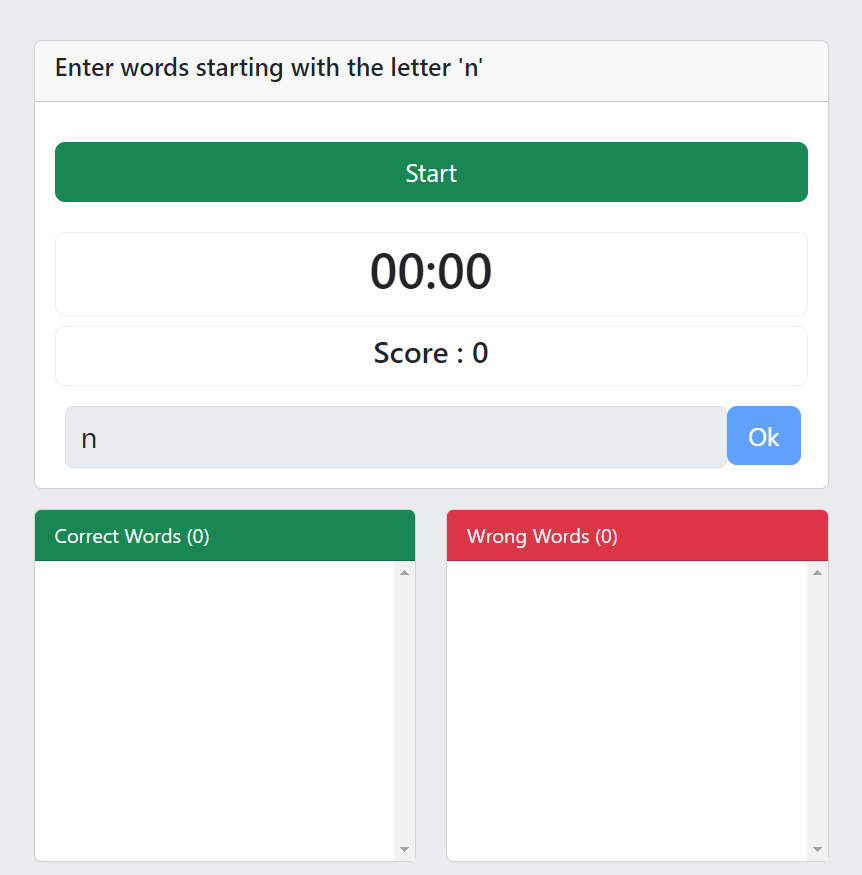 Enter words starting with the letter 'n'
Start
00:00
Score : 0
n
Ok
Correct Words (0)
Wrong Words (0)